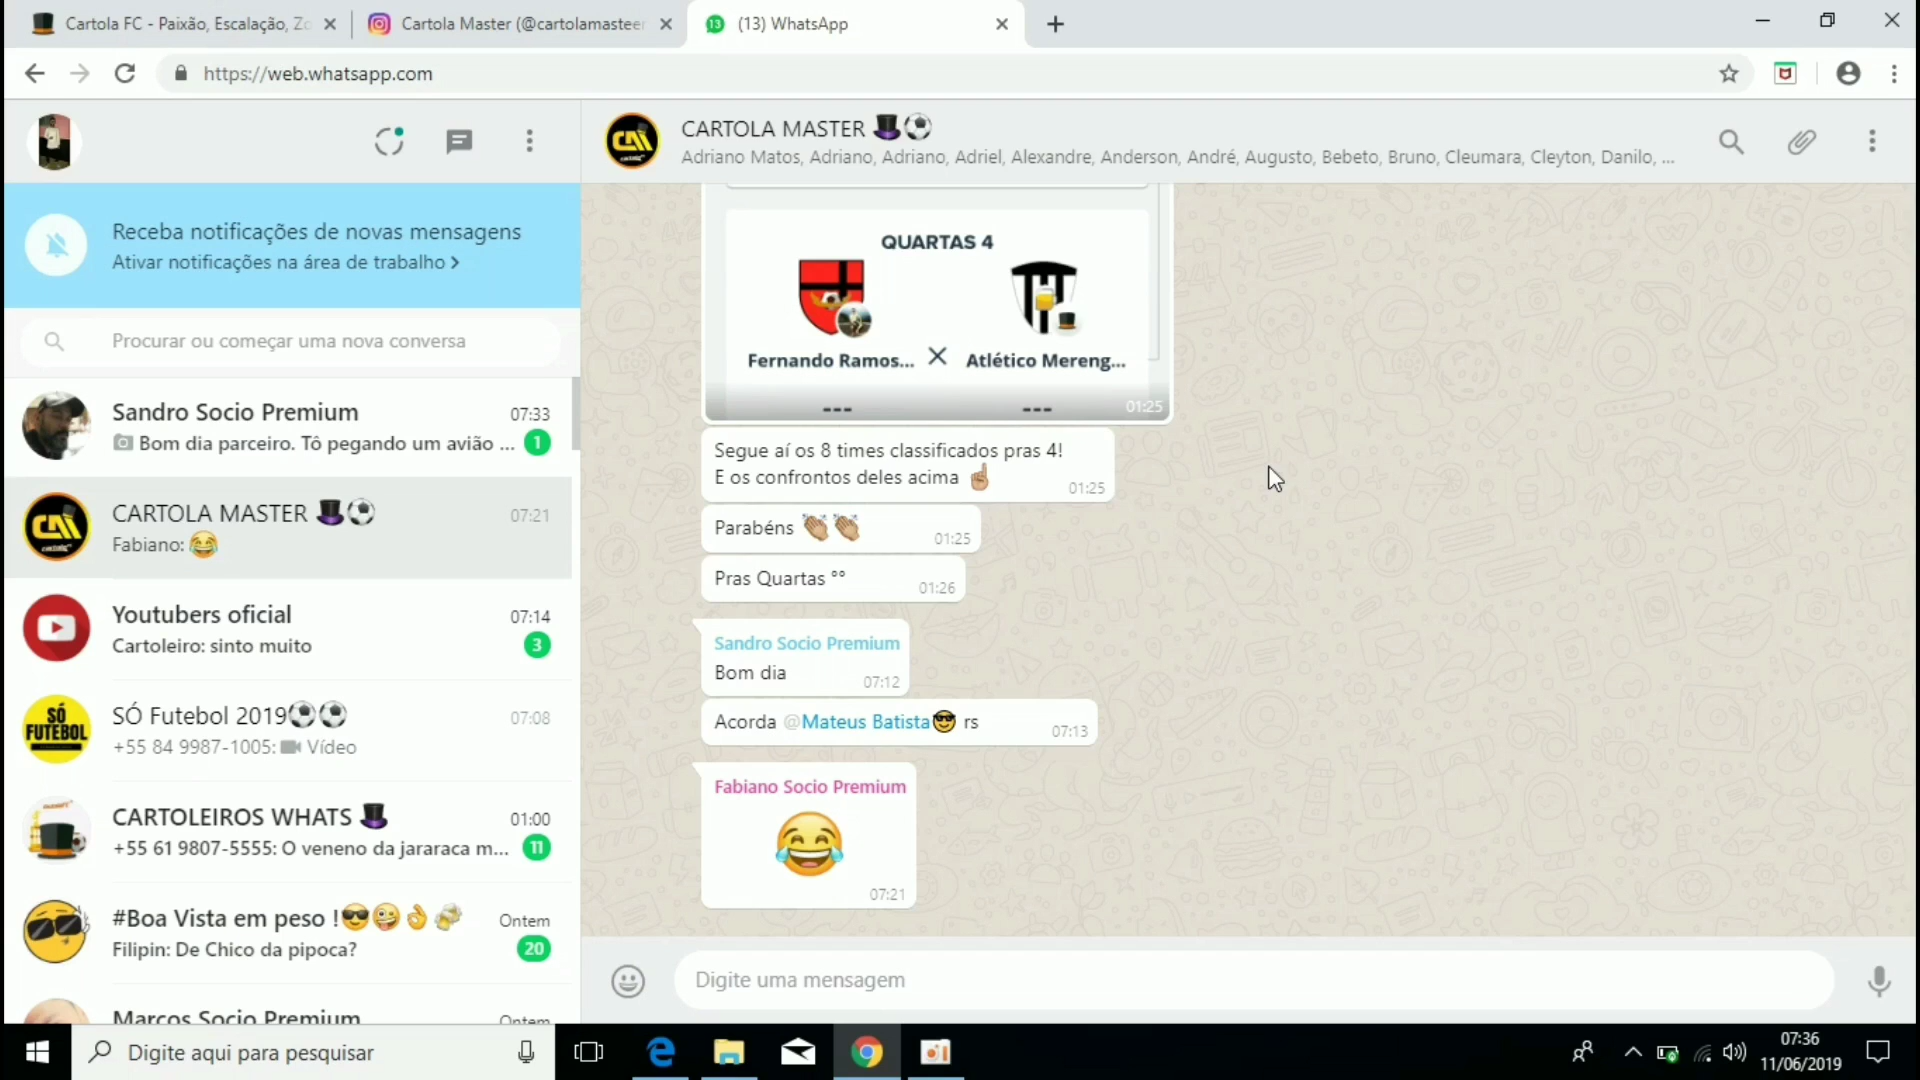 Cartola FC - Paixão, Escalação, Zo
Cartola Master (@cartolamasteer
(13) WhatsApp
https://web.whatsapp.com
CARTOLA MASTER 🎩⚽
Adriano Matos, Adriano, Adriano, Adriel, Alexandre, Anderson, André, Augusto, Bebeto, Bruno, Cleumara, Cleyton, Danilo, ...
Receba notificações de novas mensagens
Ativar notificações na área de trabalho >
Procurar ou começar uma nova conversa
Sandro Socio Premium 07:33
Bom dia parceiro. Tô pegando um avião ... 1
CARTOLA MASTER 🎩⚽ 07:21
Fabiano: 😂
Youtubers oficial 07:14
Cartoleiro: sinto muito 3
SÓ FUTEBOL
SÓ Futebol 2019⚽⚽ 07:08
+55 84 9987-1005: Vídeo
CARTOLEIROS WHATS 🎩 01:00
+55 61 9807-5555: O veneno da jararaca m... 11
#Boa Vista em peso !😎🤪👌🍻 Ontem
Filipin: De Chico da pipoca? 20
Marcos Socio Premium Ontem
QUARTAS 4
Fernando Ramos... X Atlético Mereng...
--- --- 01:25
Segue aí os 8 times classificados pras 4!
E os confrontos deles acima ☝🏼 01:25
Parabéns 👏🏼👏🏼 01:25
Pras Quartas °° 01:26
Sandro Socio Premium
Bom dia 07:12
Acorda @Mateus Batista😎 rs 07:13
Fabiano Socio Premium
😂
07:21
Digite uma mensagem
Digite aqui para pesquisar
07:36
11/06/2019